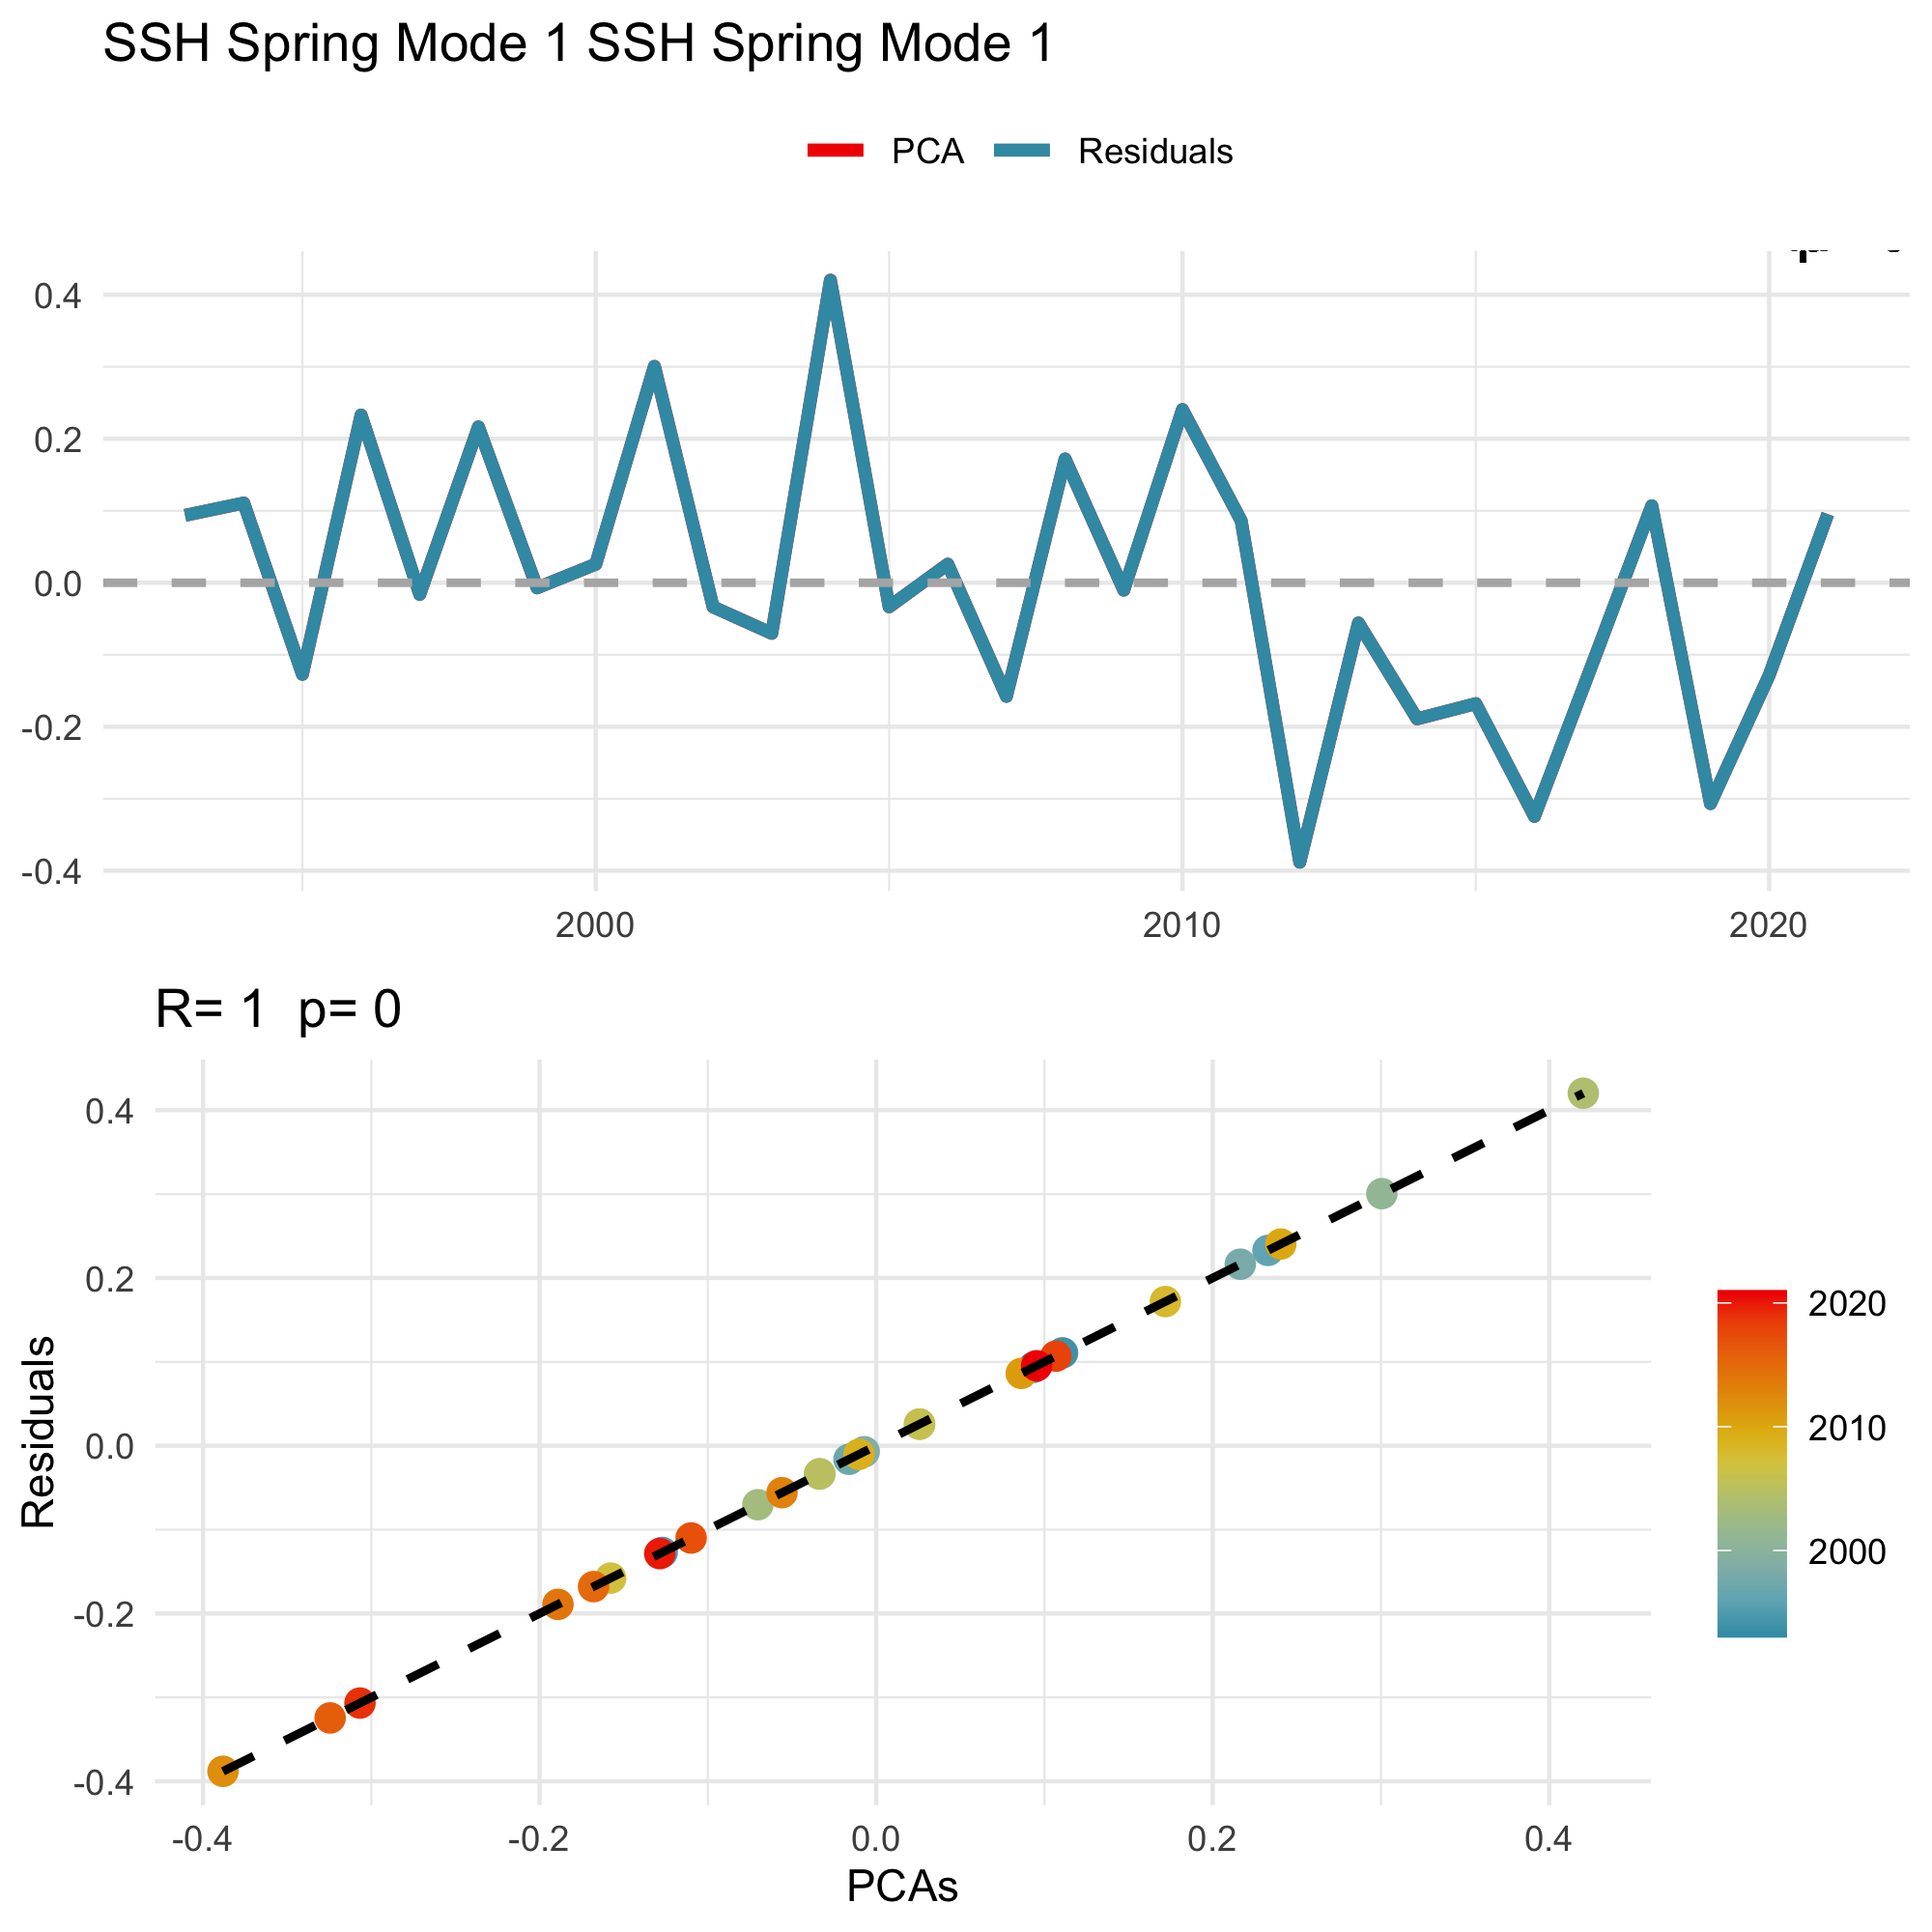 SSH Spring Mode 1 SSH Spring Mode 1
PCA Residuals
0.4
0.2
0.0
-0.2
-0.4
2000 2010 2020
R= 1 p= 0
Residuals
0.4
0.2
0.0
-0.2
-0.4
-0.4 -0.2 0.0 0.2 0.4
PCAs
2020
2010
2000